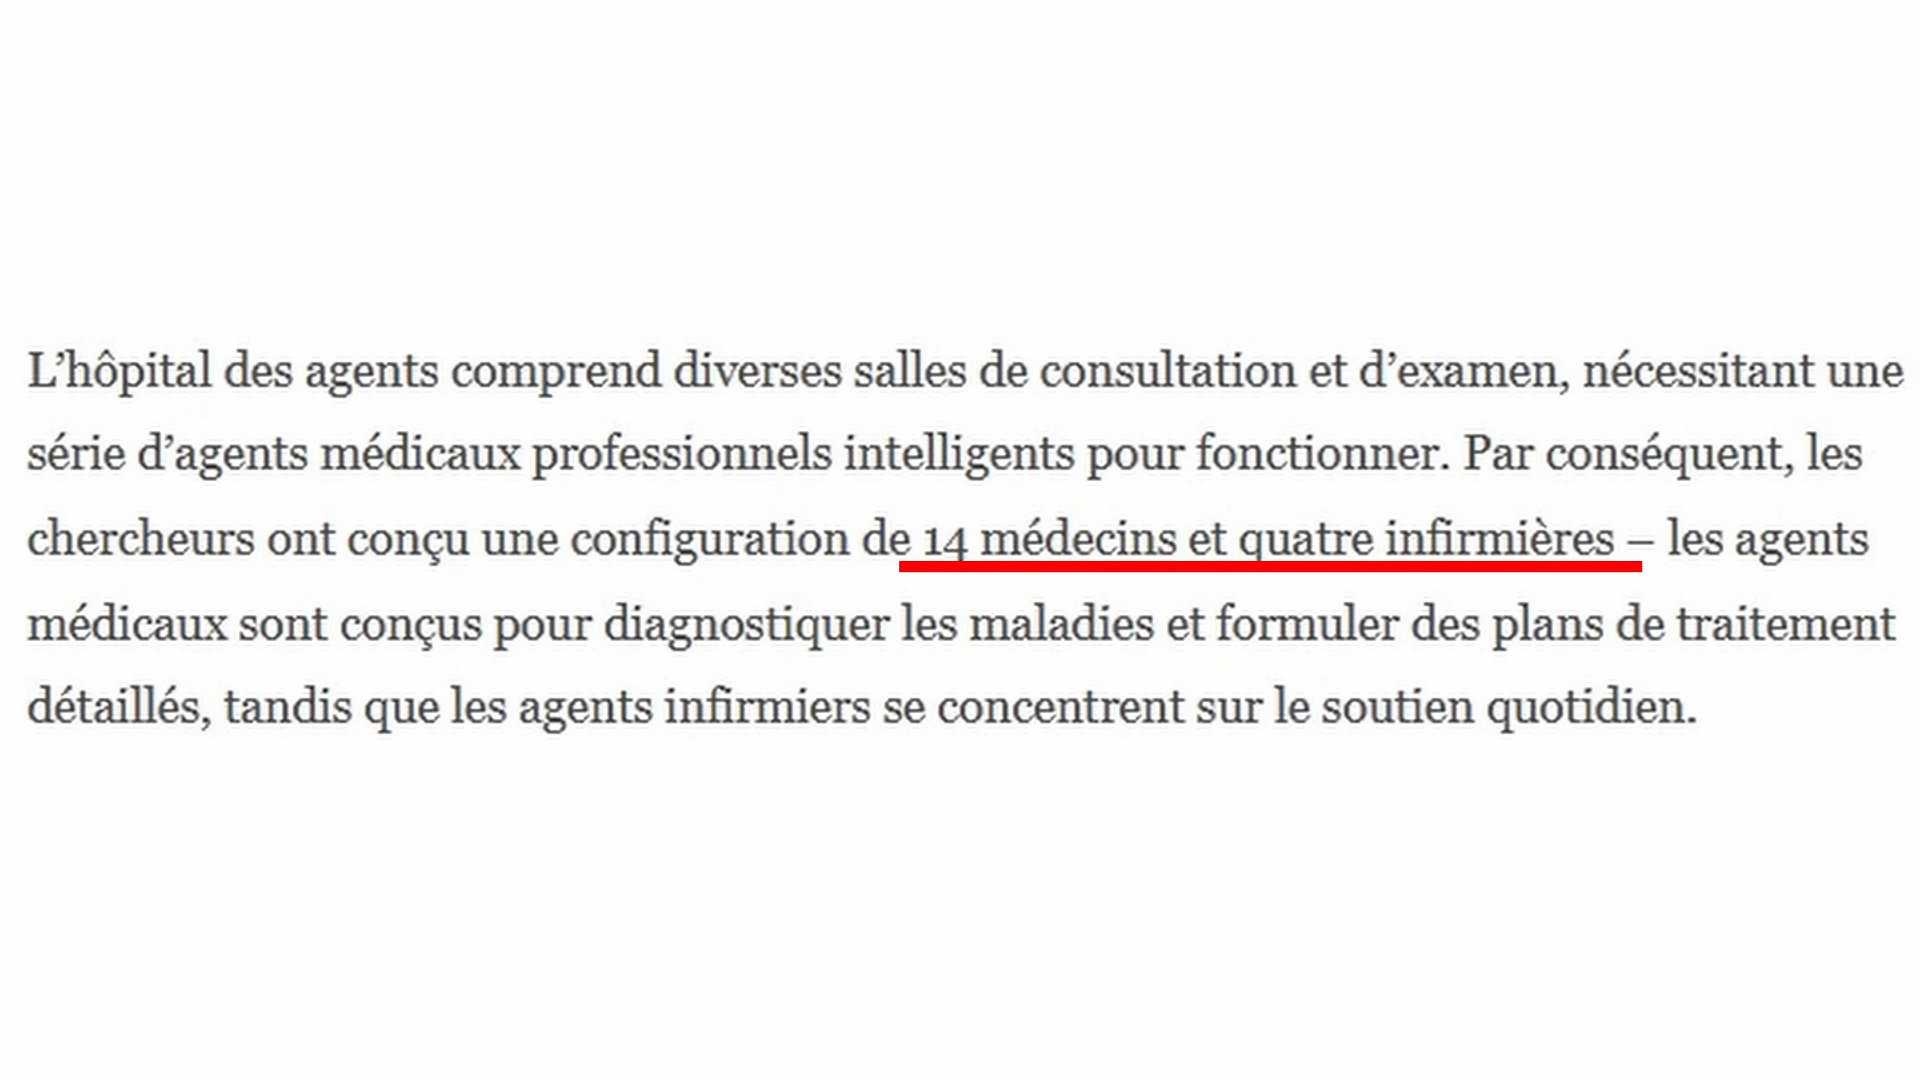 L’hôpital des agents comprend diverses salles de consultation et d’examen, nécessitant une
série d’agents médicaux professionnels intelligents pour fonctionner. Par conséquent, les
chercheurs ont conçu une configuration de 14 médecins et quatre infirmières – les agents
médicaux sont conçus pour diagnostiquer les maladies et formuler des plans de traitement
détaillés, tandis que les agents infirmiers se concentrent sur le soutien quotidien.